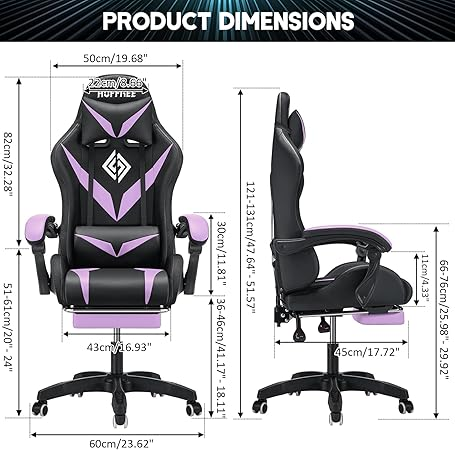 PRODUCT DIMENSIONS
50cm/19.68"
22cm/8.66"
HOFFREE
82cm/32.28"
30cm/11.81"
51-61cm/20" - 24"
36-46cm/41.17" - 18.11"
43cm/16.93"
60cm/23.62"
121-131cm/47.64" - 51.57"
11cm/4.33"
66-76cm/25.98" - 29.92"
45cm/17.72"